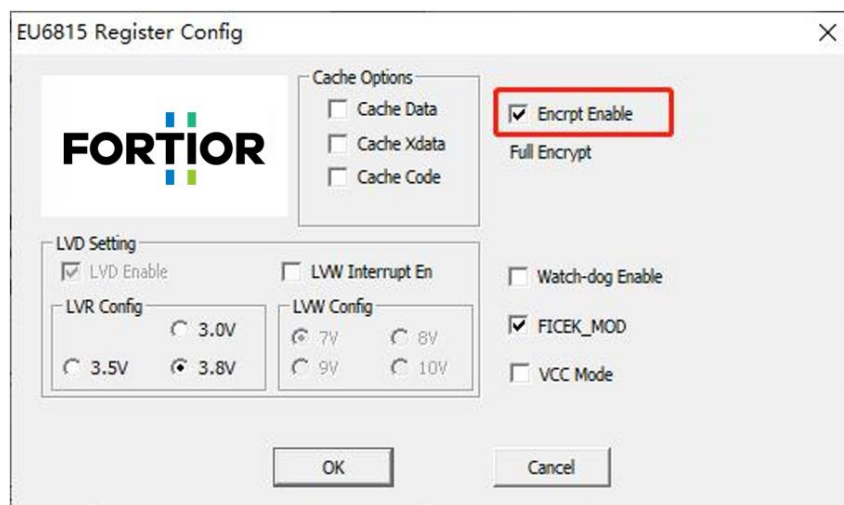 EU6815 Register Config
FORTIOR
Cache Options
Cache Data
Cache Xdata
Cache Code
Encrpt Enable
Full Encrypt
LVD Setting
LVD Enable
LVW Interrupt En
LVR Config
3.0V
3.5V
3.8V
LVW Config
7V
8V
9V
10V
Watch-dog Enable
FICEK_MOD
VCC Mode
OK
Cancel